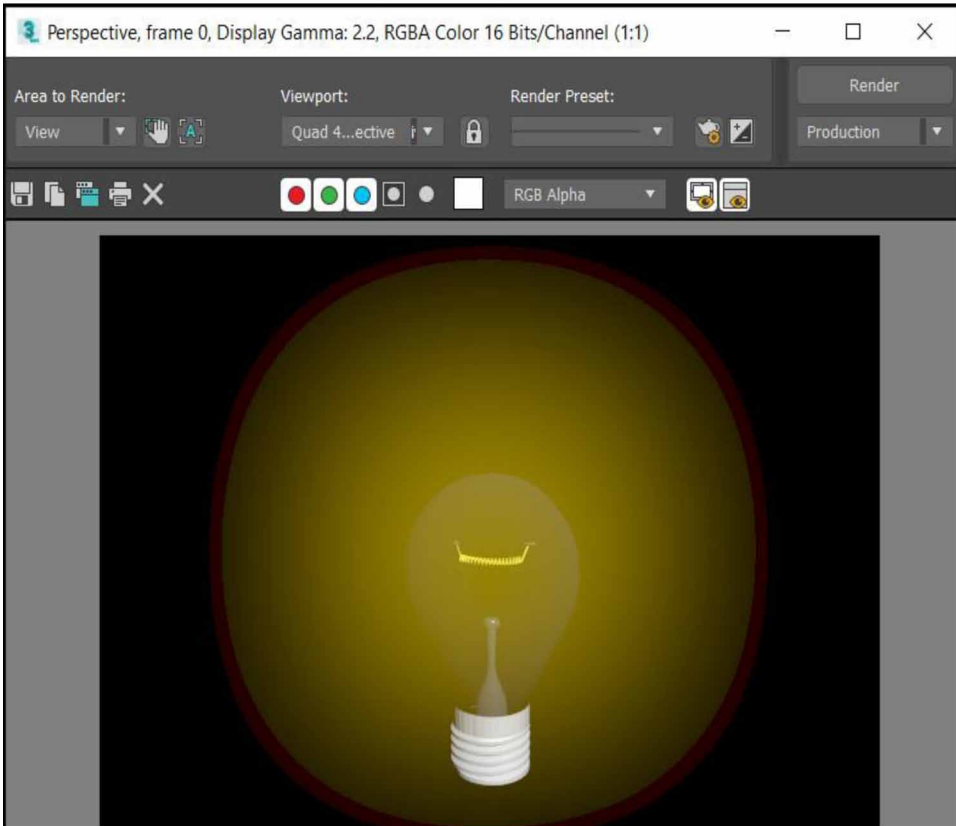 Perspective, frame 0, Display Gamma: 2.2, RGBA Color 16 Bits/Channel (1:1)
Area to Render:
Viewport:
Render Preset:
Render
View
Quad 4...ective
Production
RGB Alpha